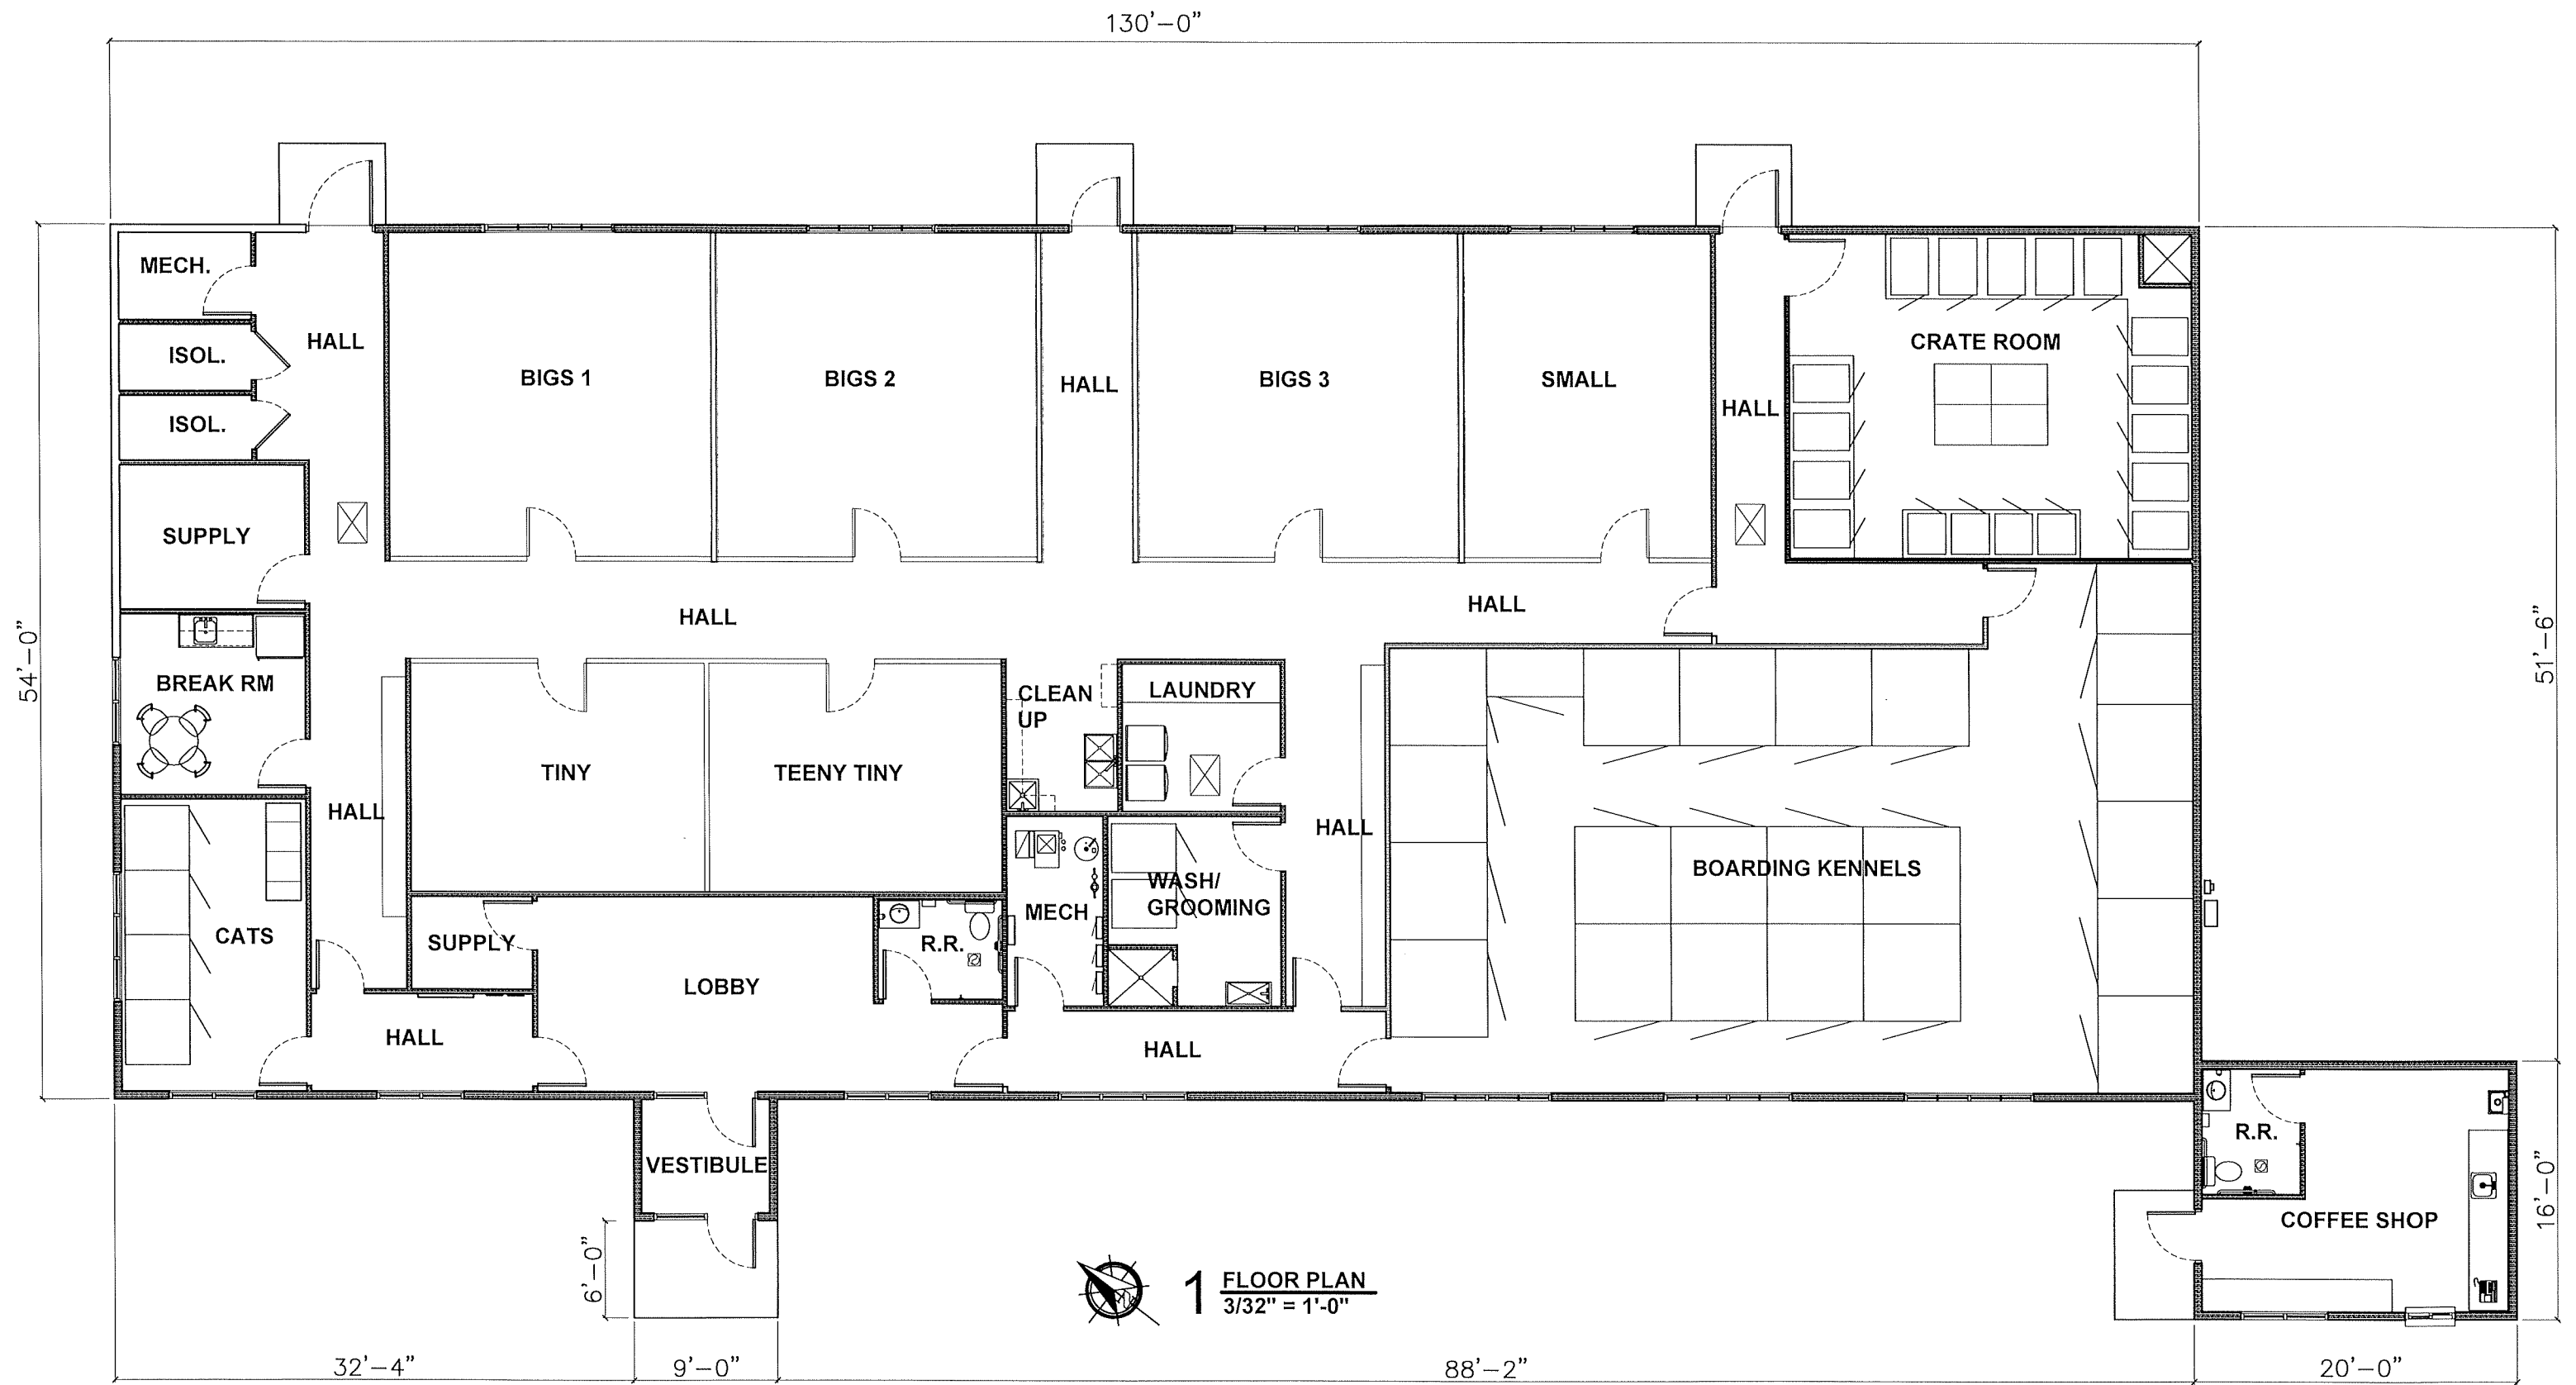 130'-0"
MECH.
HALL
ISOL.
ISOL.
BIGS 1
BIGS 2
HALL
BIGS 3
SMALL
HALL
CRATE ROOM
SUPPLY
HALL
HALL
54'-0"
51'-6"
BREAK RM
CLEAN
UP
LAUNDRY
TINY
TEENY TINY
HALL
HALL
BOARDING KENNELS
WASH/
GROOMING
MECH
CATS
SUPPLY
R.R.
LOBBY
HALL
HALL
VESTIBULE
R.R.
COFFEE SHOP
16'-0"
6'-0"
1
FLOOR PLAN
3/32" = 1'-0"
32'-4"
9'-0"
88'-2"
20'-0"